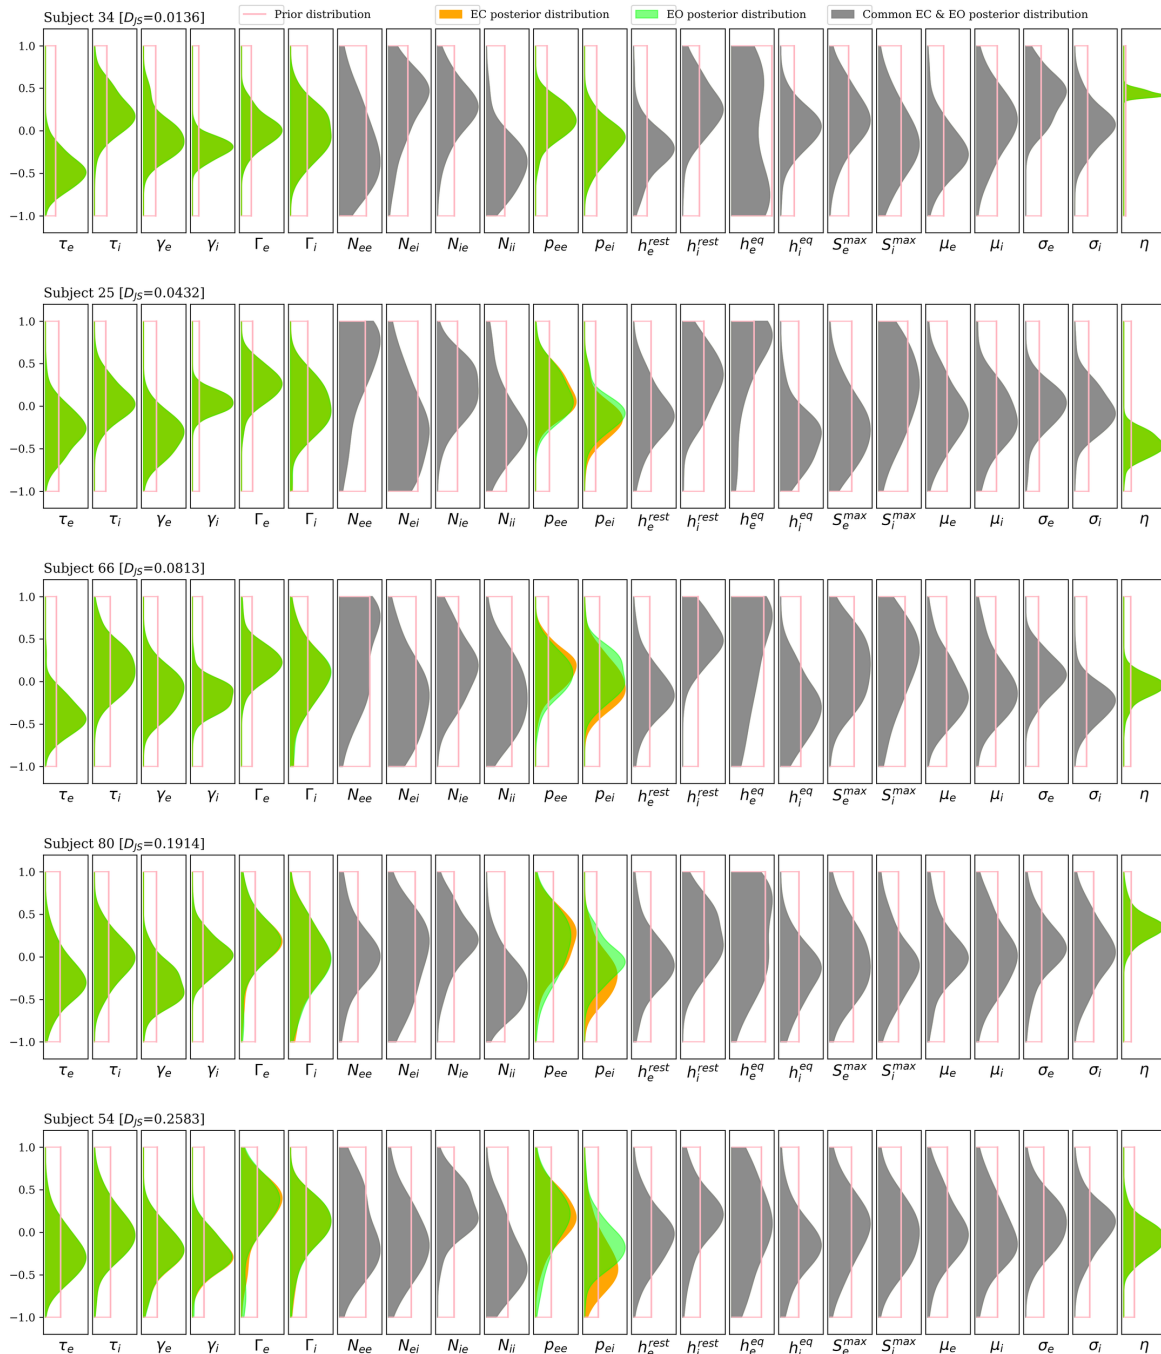 Subject 34 [D_JS=0.0136] Prior distribution EC posterior distribution EO posterior distribution Common EC & EO posterior distribution
1.0
0.5
0.0
−0.5
−1.0
τ_e τ_i γ_e γ_i Γ_e Γ_i N_ee N_ei N_ie N_ii p_ee p_ei h_e^rest h_i^rest h_e^eq h_i^eq S_e^max S_i^max μ_e μ_i σ_e σ_i η
Subject 25 [D_JS=0.0432]
1.0
0.5
0.0
−0.5
−1.0
τ_e τ_i γ_e γ_i Γ_e Γ_i N_ee N_ei N_ie N_ii p_ee p_ei h_e^rest h_i^rest h_e^eq h_i^eq S_e^max S_i^max μ_e μ_i σ_e σ_i η
Subject 66 [D_JS=0.0813]
1.0
0.5
0.0
−0.5
−1.0
τ_e τ_i γ_e γ_i Γ_e Γ_i N_ee N_ei N_ie N_ii p_ee p_ei h_e^rest h_i^rest h_e^eq h_i^eq S_e^max S_i^max μ_e μ_i σ_e σ_i η
Subject 80 [D_JS=0.1914]
1.0
0.5
0.0
−0.5
−1.0
τ_e τ_i γ_e γ_i Γ_e Γ_i N_ee N_ei N_ie N_ii p_ee p_ei h_e^rest h_i^rest h_e^eq h_i^eq S_e^max S_i^max μ_e μ_i σ_e σ_i η
Subject 54 [D_JS=0.2583]
1.0
0.5
0.0
−0.5
−1.0
τ_e τ_i γ_e γ_i Γ_e Γ_i N_ee N_ei N_ie N_ii p_ee p_ei h_e^rest h_i^rest h_e^eq h_i^eq S_e^max S_i^max μ_e μ_i σ_e σ_i η